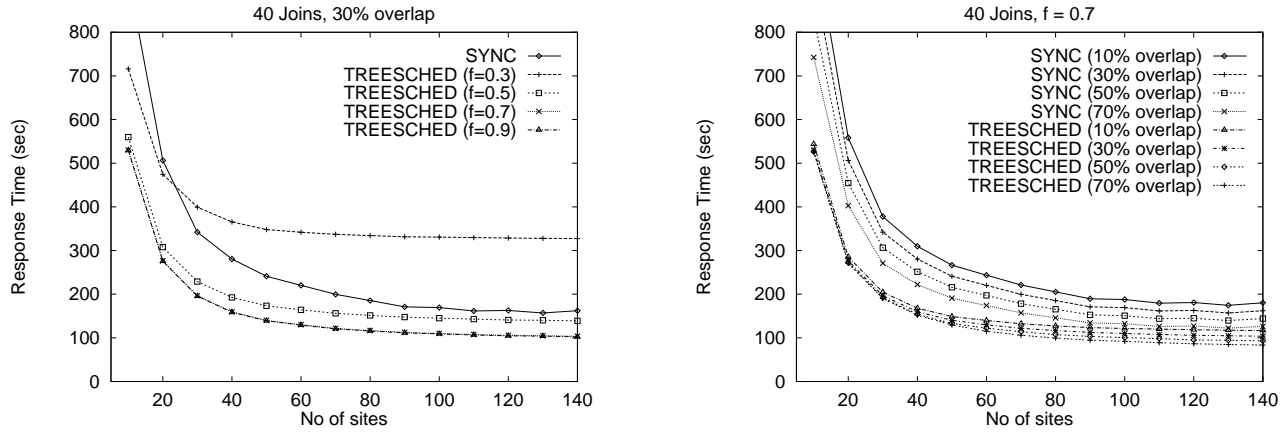 40 Joins, 30% overlap
800
700
600
500
400
300
200
100
0
Response Time (sec)
SYNC
TREESCHED (f=0.3)
TREESCHED (f=0.5)
TREESCHED (f=0.7)
TREESCHED (f=0.9)
20 40 60 80 100 120 140
No of sites
40 Joins, f = 0.7
800
700
600
500
400
300
200
100
0
Response Time (sec)
SYNC (10% overlap)
SYNC (30% overlap)
SYNC (50% overlap)
SYNC (70% overlap)
TREESCHED (10% overlap)
TREESCHED (30% overlap)
TREESCHED (50% overlap)
TREESCHED (70% overlap)
20 40 60 80 100 120 140
No of sites